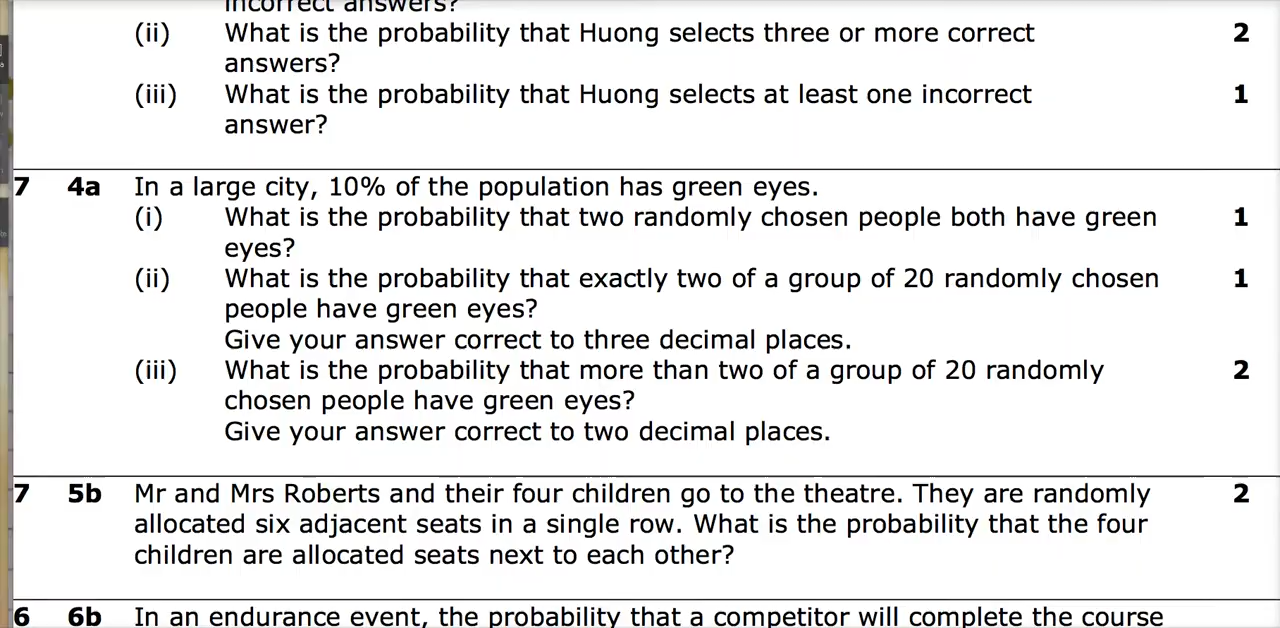 incorrect answers?
(ii) What is the probability that Huong selects three or more correct 2
answers?
(iii) What is the probability that Huong selects at least one incorrect 1
answer?
7 4a In a large city, 10% of the population has green eyes.
(i) What is the probability that two randomly chosen people both have green 1
eyes?
(ii) What is the probability that exactly two of a group of 20 randomly chosen 1
people have green eyes?
Give your answer correct to three decimal places.
(iii) What is the probability that more than two of a group of 20 randomly 2
chosen people have green eyes?
Give your answer correct to two decimal places.
7 5b Mr and Mrs Roberts and their four children go to the theatre. They are randomly 2
allocated six adjacent seats in a single row. What is the probability that the four
children are allocated seats next to each other?
6 6b In an endurance event, the probability that a competitor will complete the course